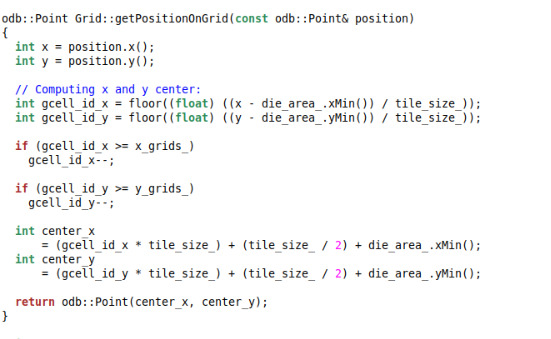 odb::Point Grid::getPositionOnGrid(const odb::Point& position)
{
  int x = position.x();
  int y = position.y();

  // Computing x and y center:
  int gcell_id_x = floor((float) ((x - die_area_.xMin()) / tile_size_));
  int gcell_id_y = floor((float) ((y - die_area_.yMin()) / tile_size_));

  if (gcell_id_x >= x_grids_)
    gcell_id_x--;

  if (gcell_id_y >= y_grids_)
    gcell_id_y--;

  int center_x
      = (gcell_id_x * tile_size_) + (tile_size_ / 2) + die_area_.xMin();
  int center_y
      = (gcell_id_y * tile_size_) + (tile_size_ / 2) + die_area_.yMin();

  return odb::Point(center_x, center_y);
}